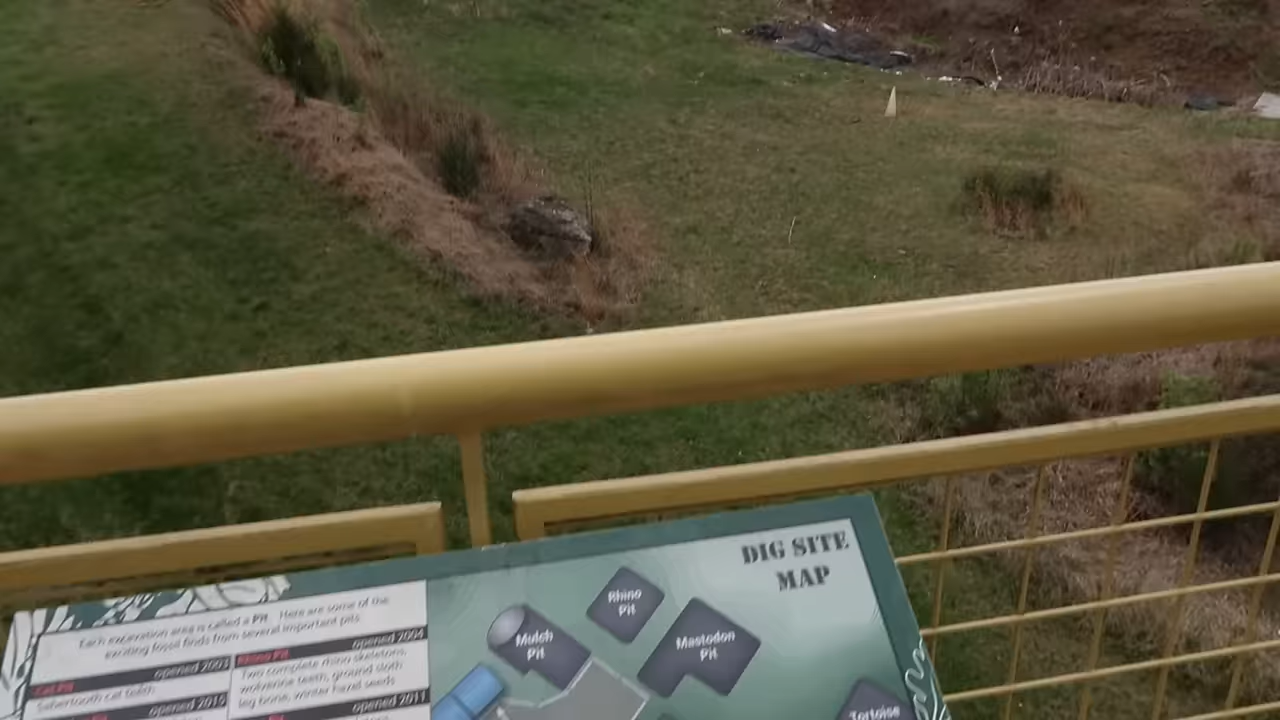 Each excavation area is called a Pit. Here are some of the
exciting fossil finds from several important pits.
opened 2003
Cat Pit
Sabertooth cat tooth
opened 2010
Rhino Pit opened 2004
Two complete rhino skeletons,
wolverine teeth, ground sloth
leg bone, winter hazel seeds
opened 2011
DIG SITE
MAP
Rhino
Pit
Mulch
Pit
Mastodon
Pit
Tortoise